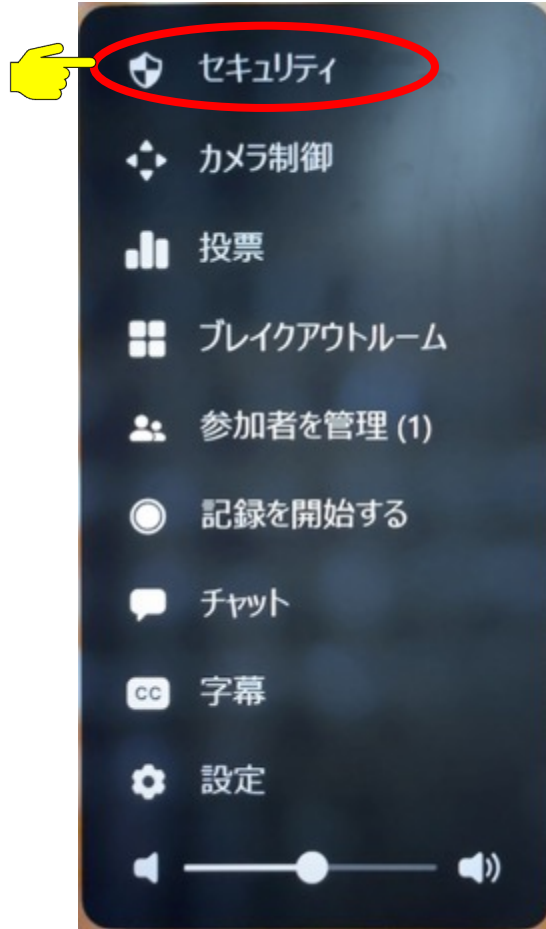 セキュリティ
カメラ制御
投票
ブレイクアウトルーム
参加者を管理 (1)
記録を開始する
チャット
CC 字幕
設定